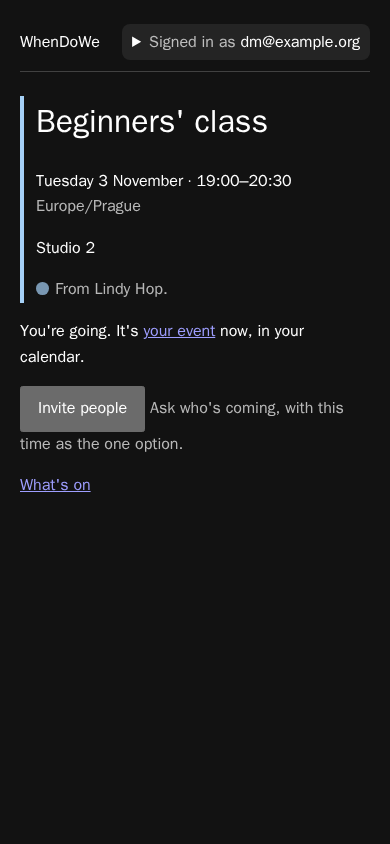 WhenDoWe
▶ Signed in as dm@example.org
Beginners' class
Tuesday 3 November · 19:00–20:30
Europe/Prague
Studio 2
From Lindy Hop.
You're going. It's your event now, in your
calendar.
Invite people Ask who's coming, with this
time as the one option.
What's on